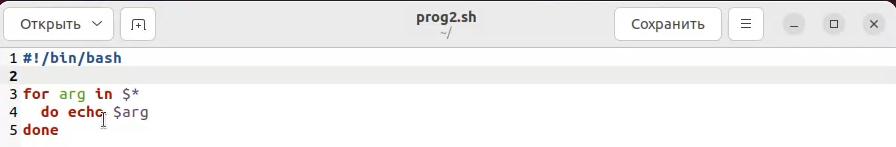 Открыть
prog2.sh
~/
Сохранить
1 #!/bin/bash
2
3 for arg in $*
4 do echo $arg
5 done